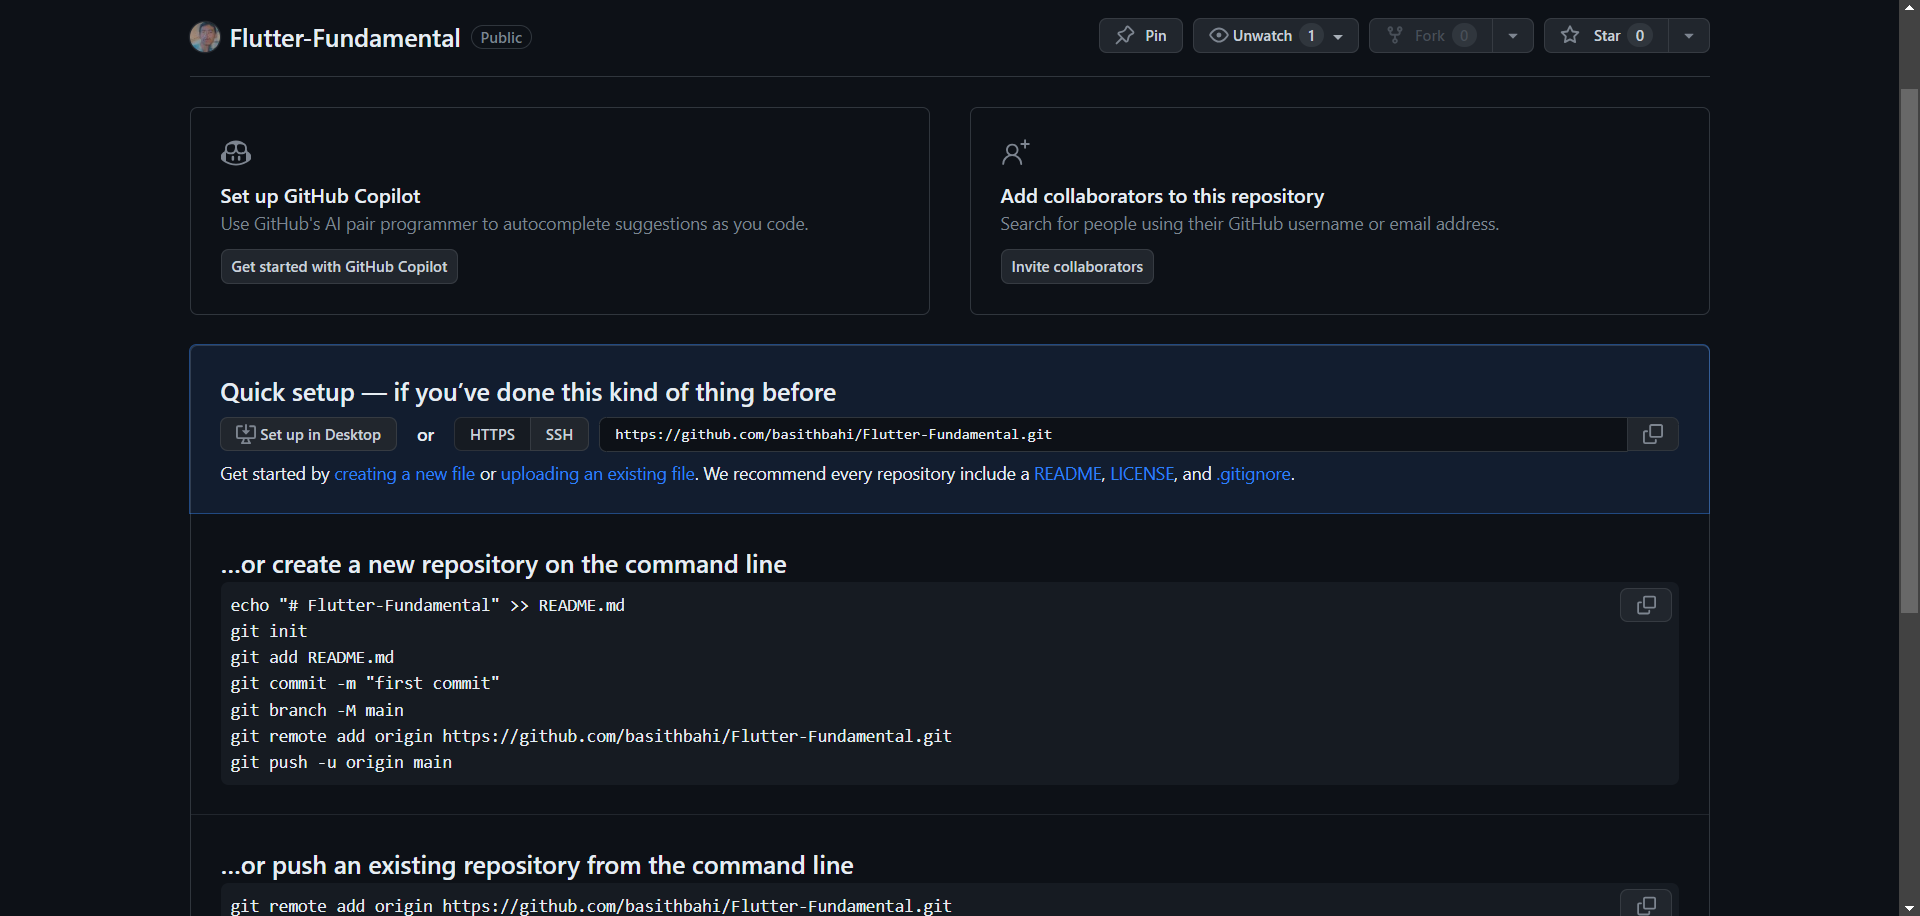 Flutter-Fundamental Public
Pin
Unwatch 1
Fork 0
Star 0
Set up GitHub Copilot
Use GitHub's AI pair programmer to autocomplete suggestions as you code.
Get started with GitHub Copilot
Add collaborators to this repository
Search for people using their GitHub username or email address.
Invite collaborators
Quick setup — if you’ve done this kind of thing before
Set up in Desktop or HTTPS SSH https://github.com/basithbahi/Flutter-Fundamental.git
Get started by creating a new file or uploading an existing file. We recommend every repository include a README, LICENSE, and .gitignore.
…or create a new repository on the command line
echo "# Flutter-Fundamental" >> README.md
git init
git add README.md
git commit -m "first commit"
git branch -M main
git remote add origin https://github.com/basithbahi/Flutter-Fundamental.git
git push -u origin main
…or push an existing repository from the command line
git remote add origin https://github.com/basithbahi/Flutter-Fundamental.git